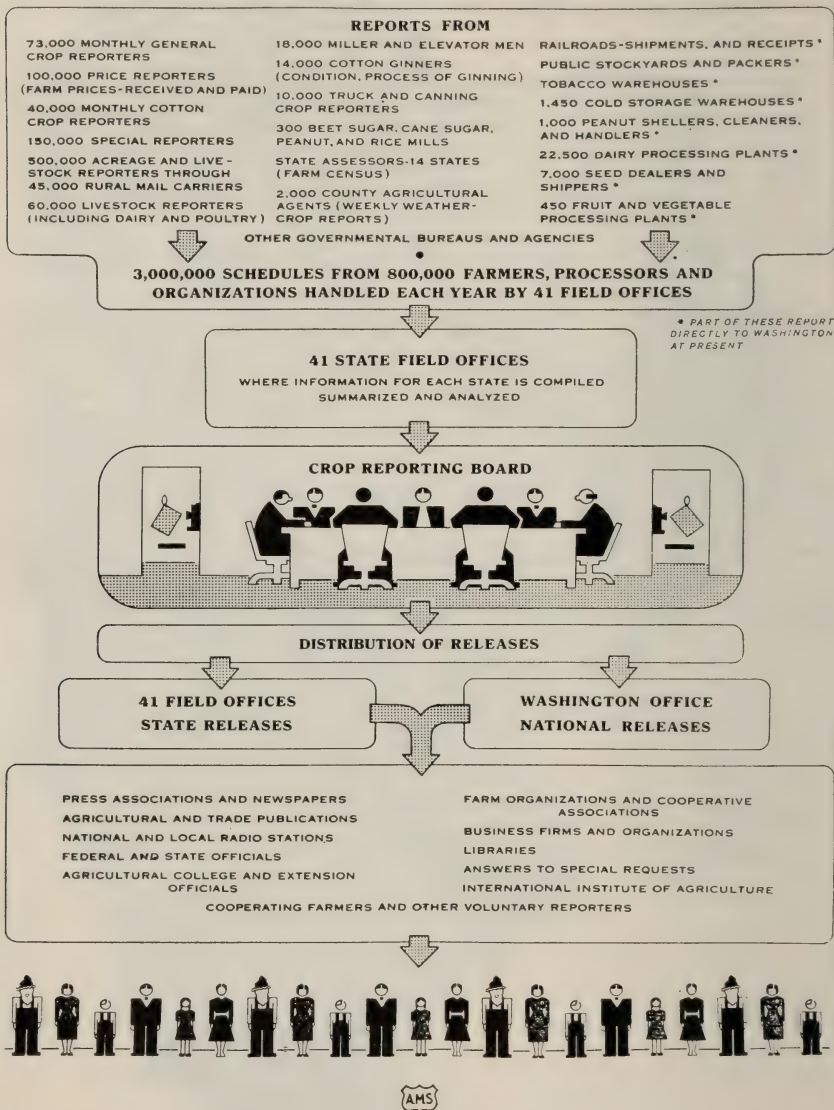 REPORTS FROM
73,000 MONTHLY GENERAL
CROP REPORTERS
100,000 PRICE REPORTERS
(FARM PRICES-RECEIVED AND PAID)
40,000 MONTHLY COTTON
CROP REPORTERS
150,000 SPECIAL REPORTERS
500,000 ACREAGE AND LIVE-
STOCK REPORTERS THROUGH
45,000 RURAL MAIL CARRIERS
60,000 LIVESTOCK REPORTERS
(INCLUDING DAIRY AND POULTRY)
18,000 MILLER AND ELEVATOR MEN
14,000 COTTON GINNERS
(CONDITION, PROCESS OF GINNING)
10,000 TRUCK AND CANNING
CROP REPORTERS
300 BEET SUGAR, CANE SUGAR,
PEANUT, AND RICE MILLS
STATE ASSESSORS-14 STATES
(FARM CENSUS)
2,000 COUNTY AGRICULTURAL
AGENTS (WEEKLY WEATHER-
CROP REPORTS)
RAILROADS-SHIPMENTS, AND RECEIPTS *
PUBLIC STOCKYARDS AND PACKERS *
TOBACCO WAREHOUSES *
1,450 COLD STORAGE WAREHOUSES *
1,000 PEANUT SHELLERS, CLEANERS,
AND HANDLERS *
22,500 DAIRY PROCESSING PLANTS *
7,000 SEED DEALERS AND
SHIPPERS *
450 FRUIT AND VEGETABLE
PROCESSING PLANTS *
OTHER GOVERNMENTAL BUREAUS AND AGENCIES
3,000,000 SCHEDULES FROM 800,000 FARMERS, PROCESSORS AND
ORGANIZATIONS HANDLED EACH YEAR BY 41 FIELD OFFICES
* PART OF THESE REPORT
DIRECTLY TO WASHINGTON
AT PRESENT
41 STATE FIELD OFFICES
WHERE INFORMATION FOR EACH STATE IS COMPILED
SUMMARIZED AND ANALYZED
CROP REPORTING BOARD
DISTRIBUTION OF RELEASES
41 FIELD OFFICES
STATE RELEASES
WASHINGTON OFFICE
NATIONAL RELEASES
PRESS ASSOCIATIONS AND NEWSPAPERS
AGRICULTURAL AND TRADE PUBLICATIONS
NATIONAL AND LOCAL RADIO STATIONS
FEDERAL AND STATE OFFICIALS
AGRICULTURAL COLLEGE AND EXTENSION
OFFICIALS
FARM ORGANIZATIONS AND COOPERATIVE
ASSOCIATIONS
BUSINESS FIRMS AND ORGANIZATIONS
LIBRARIES
ANSWERS TO SPECIAL REQUESTS
INTERNATIONAL INSTITUTE OF AGRICULTURE
COOPERATING FARMERS AND OTHER VOLUNTARY REPORTERS
AMS